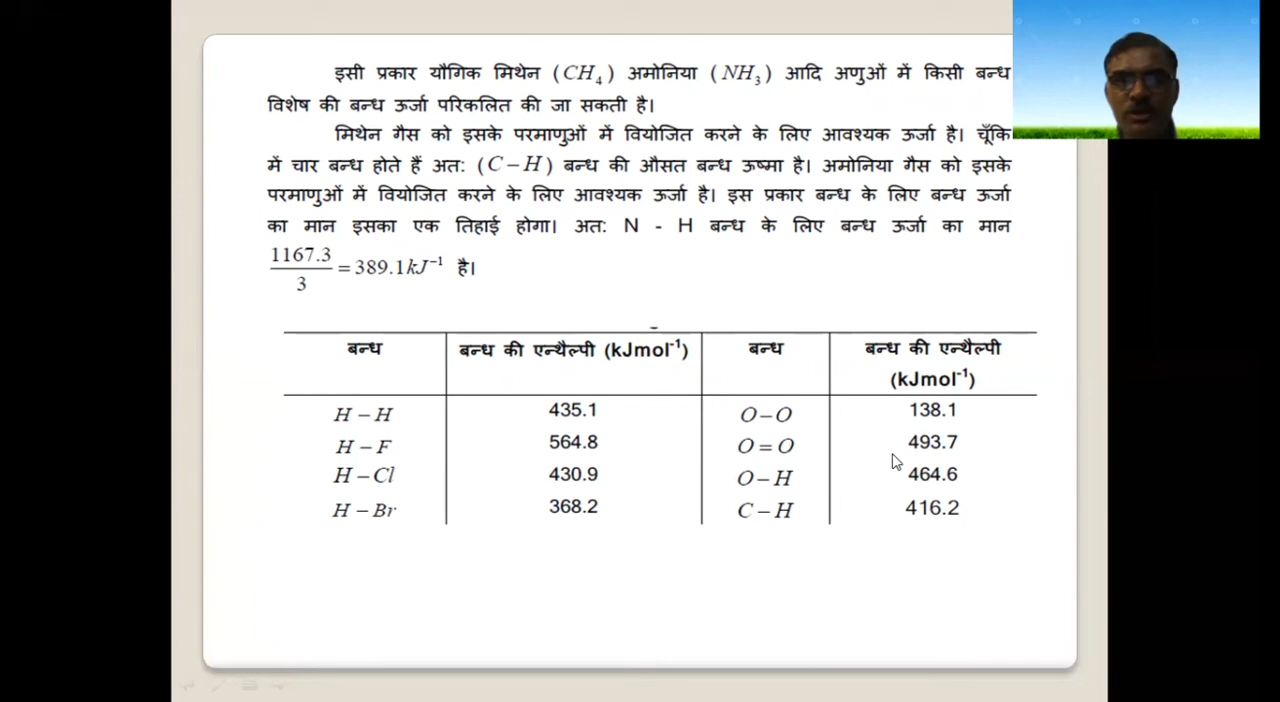 इसी प्रकार यौगिक मिथेन (CH₄) अमोनिया (NH₃) आदि अणुओं में किसी बन्ध
विशेष की बन्ध ऊर्जा परिकलित की जा सकती है।
मिथेन गैस को इसके परमाणुओं में वियोजित करने के लिए आवश्यक ऊर्जा है। चूँकि
में चार बन्ध होते हैं अत: (C – H) बन्ध की औसत बन्ध ऊष्मा है। अमोनिया गैस को इसके
परमाणुओं में वियोजित करने के लिए आवश्यक ऊर्जा है। इस प्रकार बन्ध के लिए बन्ध ऊर्जा
का मान इसका एक तिहाई होगा। अत: N - H बन्ध के लिए बन्ध ऊर्जा का मान
1167.3/3 = 389.1kJ⁻¹ है।
बन्ध बन्ध की एन्थैल्पी (kJmol⁻¹) बन्ध बन्ध की एन्थैल्पी
(kJmol⁻¹)
H – H 435.1 O – O 138.1
H – F 564.8 O = O 493.7
H – Cl 430.9 O – H 464.6
H – Br 368.2 C – H 416.2